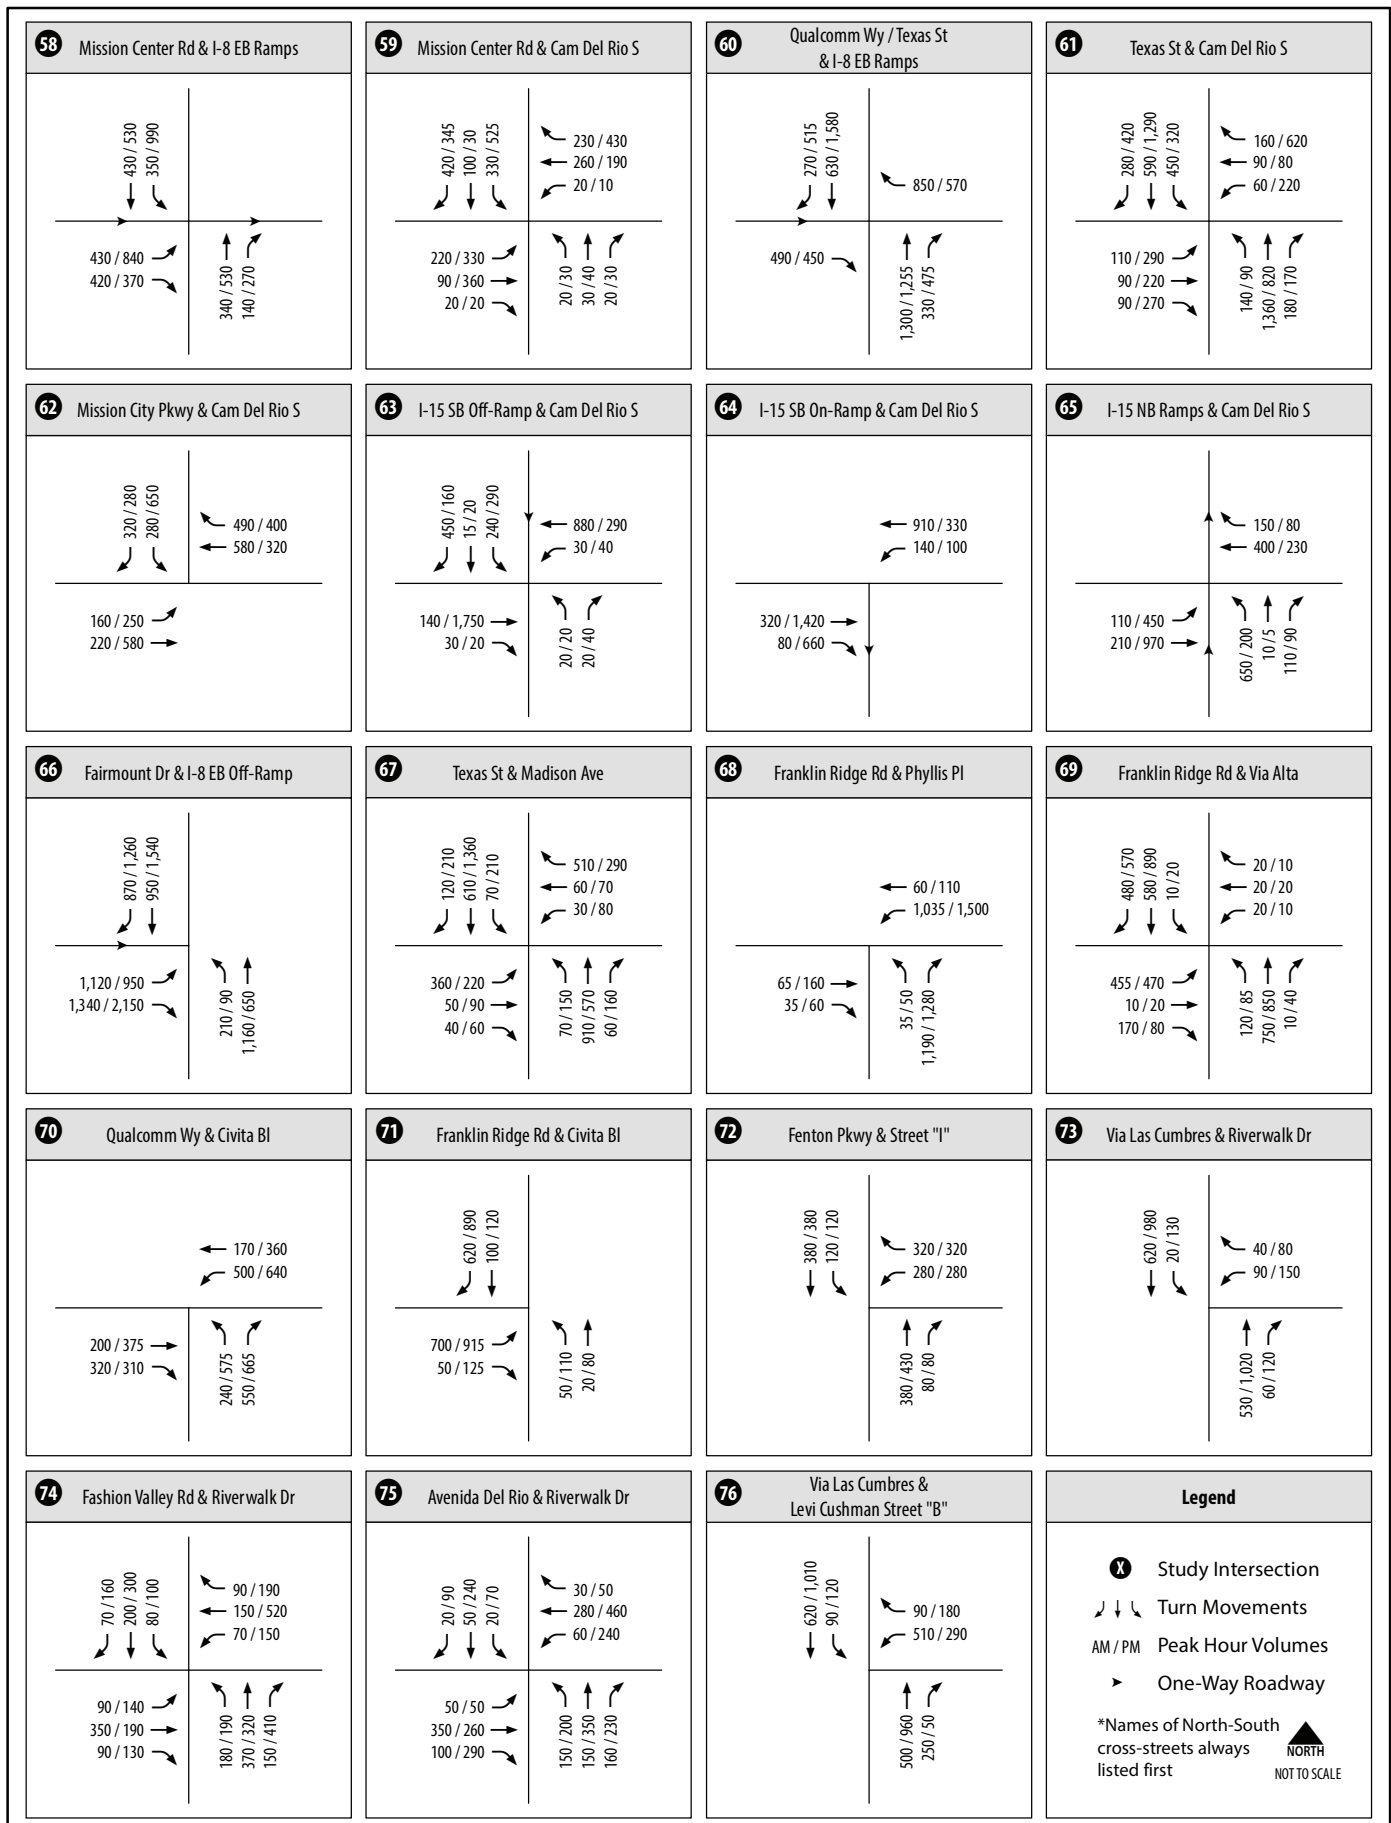 58 Mission Center Rd & I-8 EB Ramps
430 / 530
350 / 990
430 / 840
420 / 370
340 / 530
140 / 270
59 Mission Center Rd & Cam Del Rio S
420 / 345
100 / 30
330 / 525
230 / 430
260 / 190
20 / 10
220 / 330
90 / 360
20 / 20
20 / 30
30 / 40
20 / 30
60 Qualcomm Wy / Texas St
& I-8 EB Ramps
270 / 515
630 / 1,580
850 / 570
490 / 450
1,300 / 1,255
330 / 475
61 Texas St & Cam Del Rio S
280 / 420
590 / 1,290
450 / 320
160 / 620
90 / 80
60 / 220
110 / 290
90 / 220
90 / 270
140 / 90
1,360 / 820
180 / 170
62 Mission City Pkwy & Cam Del Rio S
320 / 280
280 / 650
490 / 400
580 / 320
160 / 250
220 / 580
63 I-15 SB Off-Ramp & Cam Del Rio S
450 / 160
15 / 20
240 / 290
880 / 290
30 / 40
140 / 1,750
30 / 20
20 / 20
20 / 40
64 I-15 SB On-Ramp & Cam Del Rio S
910 / 330
140 / 100
320 / 1,420
80 / 660
65 I-15 NB Ramps & Cam Del Rio S
150 / 80
400 / 230
110 / 450
210 / 970
650 / 200
10 / 5
110 / 90
66 Fairmount Dr & I-8 EB Off-Ramp
870 / 1,260
950 / 1,540
1,120 / 950
1,340 / 2,150
210 / 90
1,160 / 650
67 Texas St & Madison Ave
120 / 210
610 / 1,360
70 / 210
510 / 290
60 / 70
30 / 80
360 / 220
50 / 90
40 / 60
70 / 150
910 / 570
60 / 160
68 Franklin Ridge Rd & Phyllis Pl
60 / 110
1,035 / 1,500
65 / 160
35 / 60
35 / 50
1,190 / 1,280
69 Franklin Ridge Rd & Via Alta
480 / 570
580 / 890
10 / 20
20 / 10
20 / 20
20 / 10
455 / 470
10 / 20
170 / 80
120 / 85
750 / 850
10 / 40
70 Qualcomm Wy & Civita Bl
170 / 360
500 / 640
200 / 375
320 / 310
240 / 575
550 / 665
71 Franklin Ridge Rd & Civita Bl
620 / 890
100 / 120
700 / 915
50 / 125
50 / 110
20 / 80
72 Fenton Pkwy & Street "I"
380 / 380
120 / 120
320 / 320
280 / 280
380 / 430
80 / 80
73 Via Las Cumbres & Riverwalk Dr
620 / 980
20 / 130
40 / 80
90 / 150
530 / 1,020
60 / 120
74 Fashion Valley Rd & Riverwalk Dr
70 / 160
200 / 300
80 / 100
90 / 190
150 / 520
70 / 150
90 / 140
350 / 190
90 / 130
180 / 190
370 / 320
150 / 410
75 Avenida Del Rio & Riverwalk Dr
20 / 90
50 / 240
20 / 70
30 / 50
280 / 460
60 / 240
50 / 50
350 / 260
100 / 290
150 / 200
150 / 350
160 / 230
76 Via Las Cumbres &
Levi Cushman Street "B"
620 / 1,010
90 / 120
90 / 180
510 / 290
500 / 960
250 / 50
Legend
X Study Intersection
Turn Movements
AM / PM Peak Hour Volumes
One-Way Roadway
*Names of North-South
cross-streets always
listed first
NORTH
NOT TO SCALE